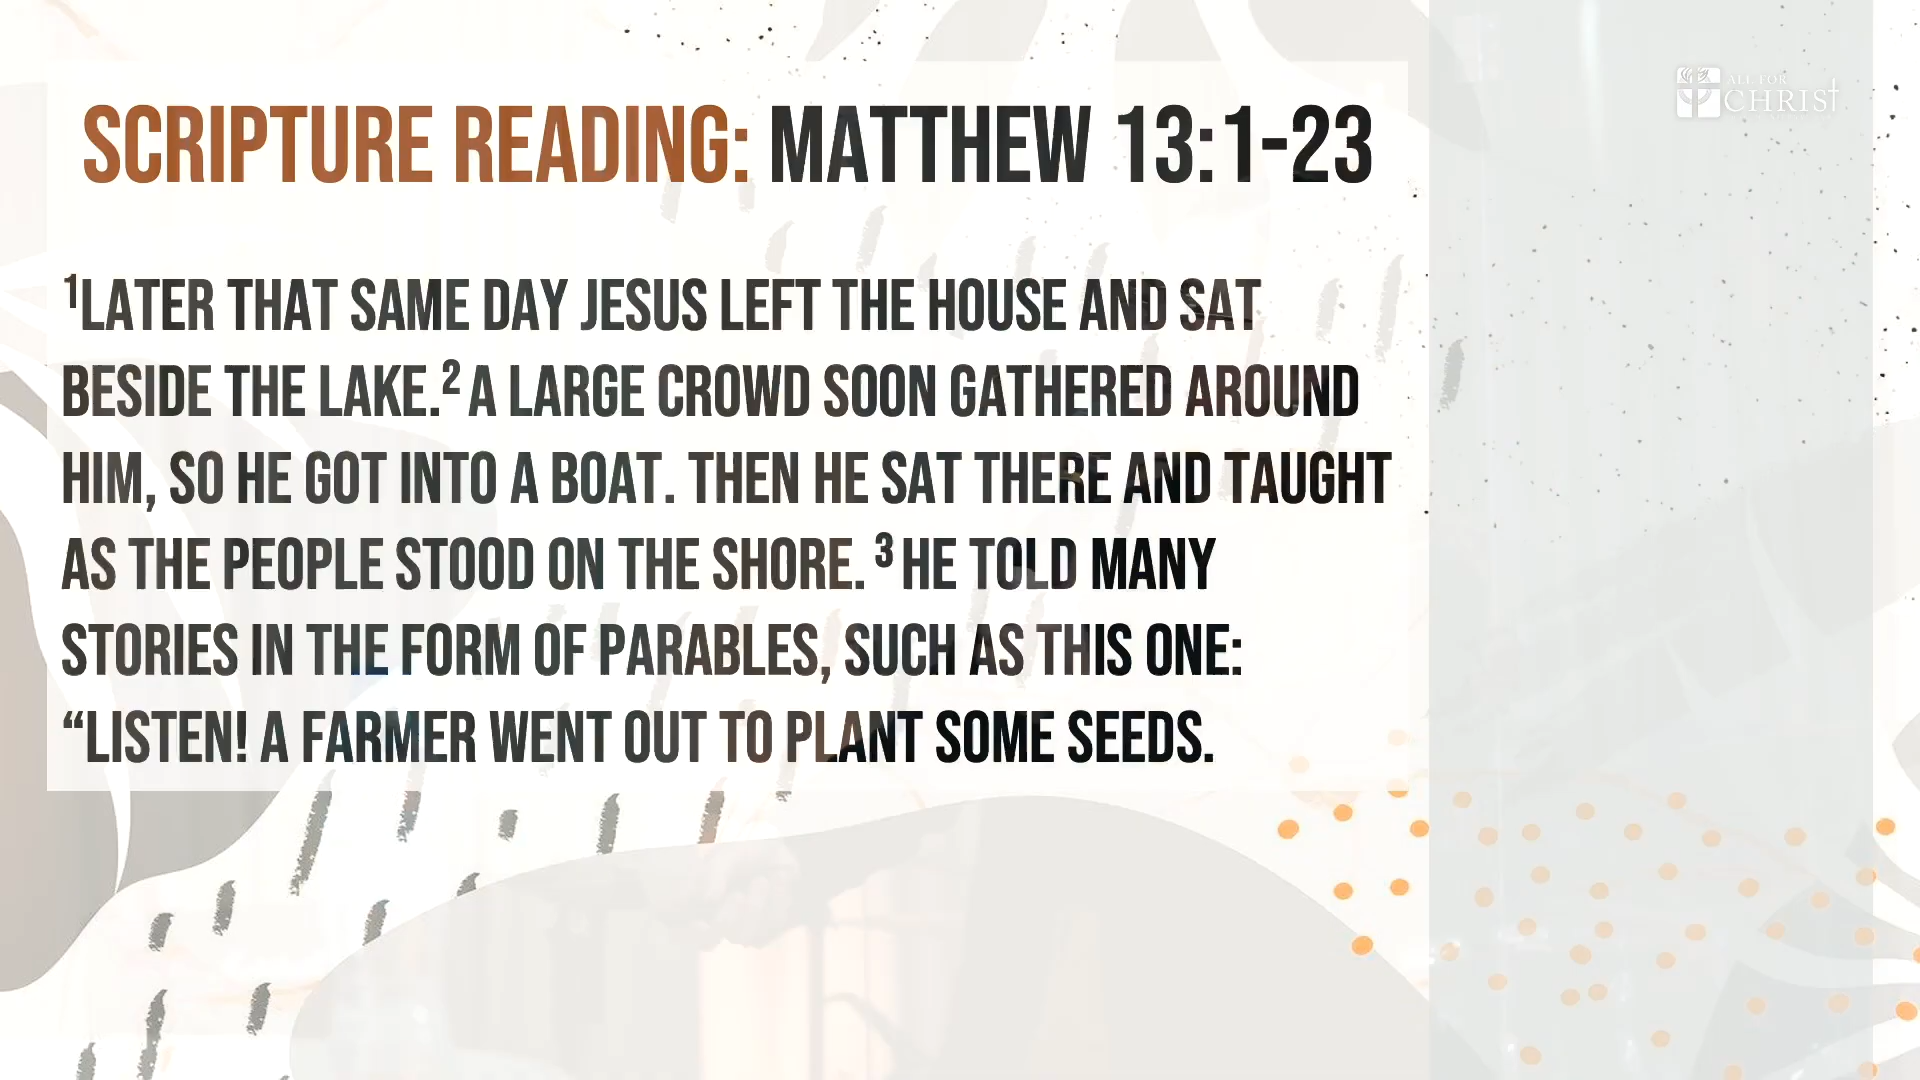 SCRIPTURE READING: MATTHEW 13:1-23
ALL FOR
CHRIST
¹LATER THAT SAME DAY JESUS LEFT THE HOUSE AND SAT
BESIDE THE LAKE.² A LARGE CROWD SOON GATHERED AROUND
HIM, SO HE GOT INTO A BOAT. THEN HE SAT THERE AND TAUGHT
AS THE PEOPLE STOOD ON THE SHORE. ³ HE TOLD MANY
STORIES IN THE FORM OF PARABLES, SUCH AS THIS ONE:
“LISTEN! A FARMER WENT OUT TO PLANT SOME SEEDS.